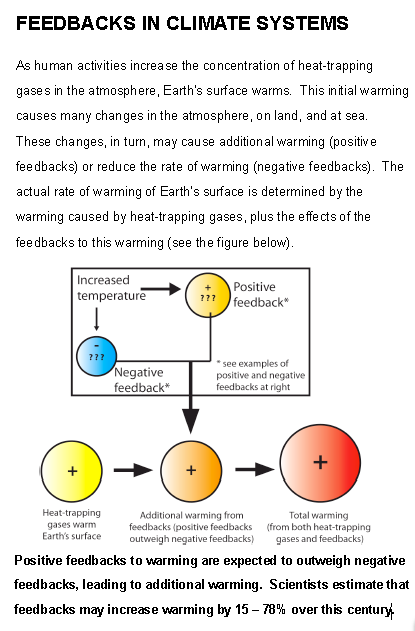 FEEDBACKS IN CLIMATE SYSTEMS
As human activities increase the concentration of heat-trapping
gases in the atmosphere, Earth's surface warms. This initial warming
causes many changes in the atmosphere, on land, and at sea.
These changes, in turn, may cause additional warming (positive
feedbacks) or reduce the rate of warming (negative feedbacks). The
actual rate of warming of Earth's surface is determined by the
warming caused by heat-trapping gases, plus the effects of the
feedbacks to this warming (see the figure below).
Increased
temperature
+
???
Positive
feedback*
–
???
Negative
feedback*
* see examples of
positive and negative
feedbacks at right
+
+
+
Heat-trapping
gases warm
Earth's surface
Additional warming from
feedbacks (positive feedbacks
outweigh negative feedbacks)
Total warming
(from both heat-trapping
gases and feedbacks)
Positive feedbacks to warming are expected to outweigh negative
feedbacks, leading to additional warming. Scientists estimate that
feedbacks may increase warming by 15 – 78% over this century.